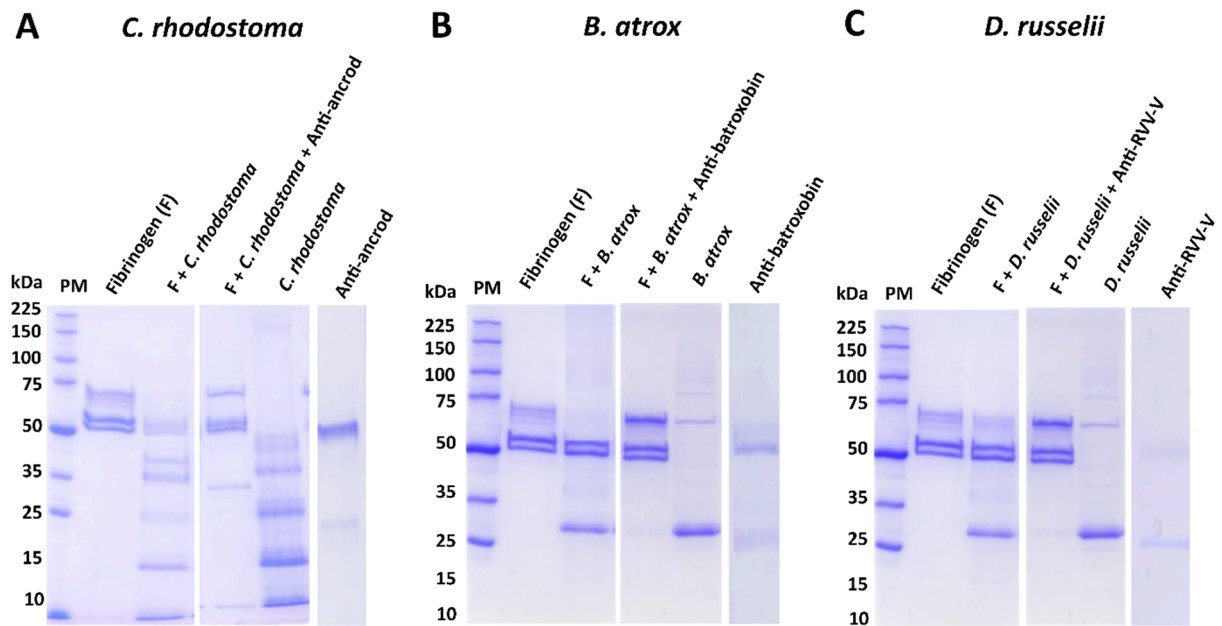 A
C. rhodostoma
kDa
PM
Fibrinogen (F)
F + C. rhodostoma
F + C. rhodostoma + Anti-ancrod
C. rhodostoma
Anti-ancrod
225
150
100
75
50
35
25
15
10
B
B. atrox
kDa
PM
Fibrinogen (F)
F + B. atrox
F + B. atrox + Anti-batroxobin
B. atrox
Anti-batroxobin
225
150
100
75
50
35
25
15
10
C
D. russelii
kDa
PM
Fibrinogen (F)
F + D. russelii
F + D. russelii + Anti-RVV-V
D. russelii
Anti-RVV-V
225
150
100
75
50
35
25
15
10